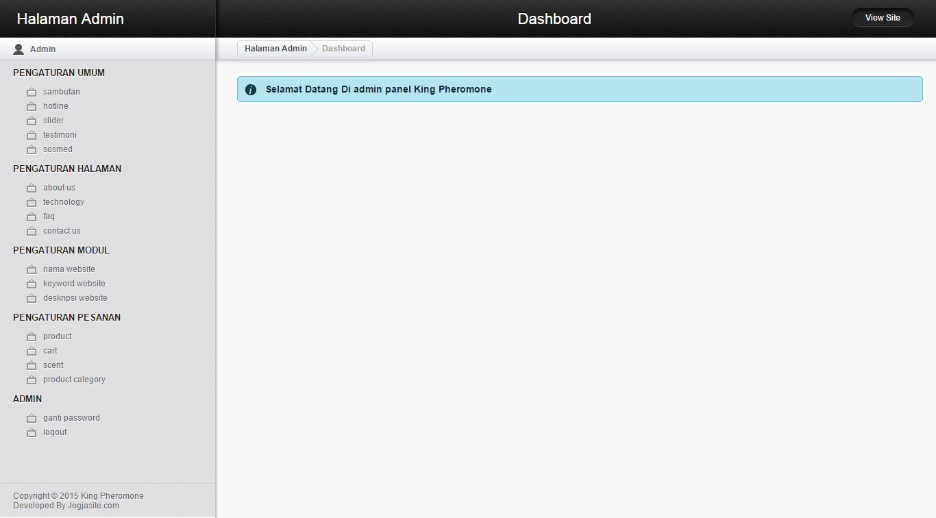 Halaman Admin
Dashboard
View Site
Admin
Halaman Admin
Dashboard
PENGATURAN UMUM
sambutan
hotline
slider
testimoni
sosmed
PENGATURAN HALAMAN
about us
technology
faq
contact us
PENGATURAN MODUL
nama website
keyword website
deskripsi website
PENGATURAN PESANAN
product
cart
scent
product category
ADMIN
ganti password
logout
Copyright © 2015 King Pheromone
Developed By Jogjasite.com
Selamat Datang Di admin panel King Pheromone